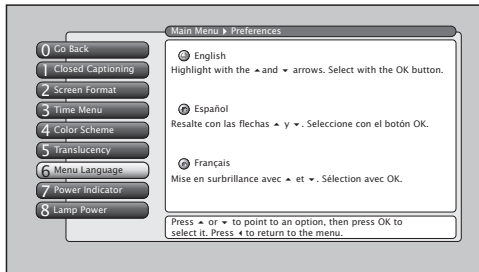 Main Menu ▶ Preferences
0 Go Back
1 Closed Captioning
2 Screen Format
3 Time Menu
4 Color Scheme
5 Translucency
6 Menu Language
7 Power Indicator
8 Lamp Power
English
Highlight with the ▲ and ▼ arrows. Select with the OK button.
Español
Resalte con las flechas ▲ y ▼. Seleccione con el botón OK.
Français
Mise en surbrillance avec ▲ et ▼. Sélection avec OK.
Press ▲ or ▼ to point to an option, then press OK to
select it. Press ◀ to return to the menu.